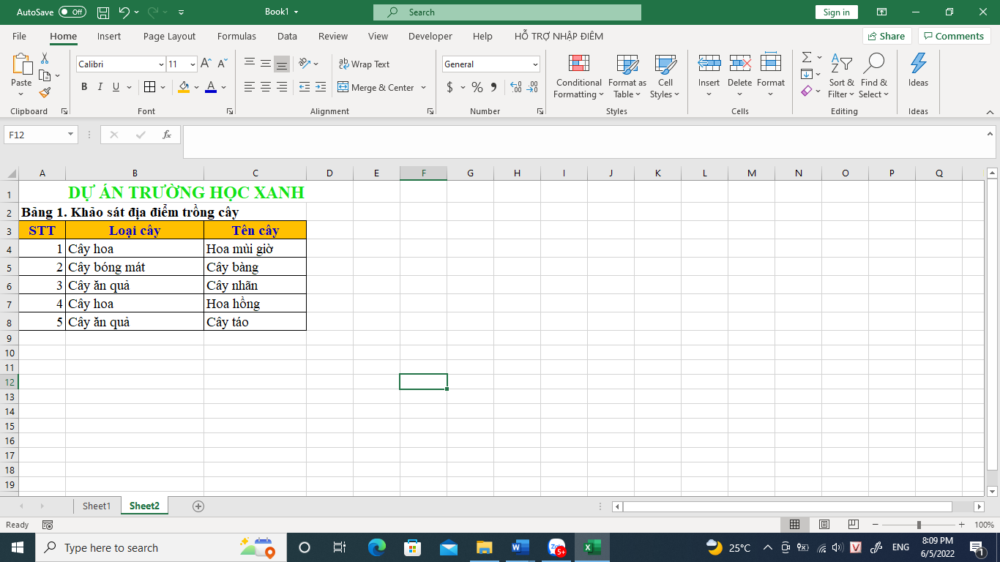 AutoSave Off Book1 Search Sign in
File Home Insert Page Layout Formulas Data Review View Developer Help HỖ TRỢ NHẬP ĐIỂM Share Comments
Paste Calibri 11 A A ab Wrap Text General Conditional Format as Cell Insert Delete Format Sort & Find & Ideas
B I U A Merge & Center $ % Formatting Table Styles Filter Select
Clipboard Font Alignment Number Styles Cells Editing Ideas
F12 fx
A B C D E F G H I J K L M N O P Q
1 DỰ ÁN TRƯỜNG HỌC XANH
2 Bảng 1. Khảo sát địa điểm trồng cây
3 STT Loại cây Tên cây
4 1 Cây hoa Hoa mùi giờ
5 2 Cây bóng mát Cây bàng
6 3 Cây ăn quả Cây nhãn
7 4 Cây hoa Hoa hồng
8 5 Cây ăn quả Cây táo
9
10
11
12
13
14
15
16
17
18
19
Sheet1 Sheet2
Ready 100%
Type here to search 25°C ENG 8:09 PM
6/5/2022